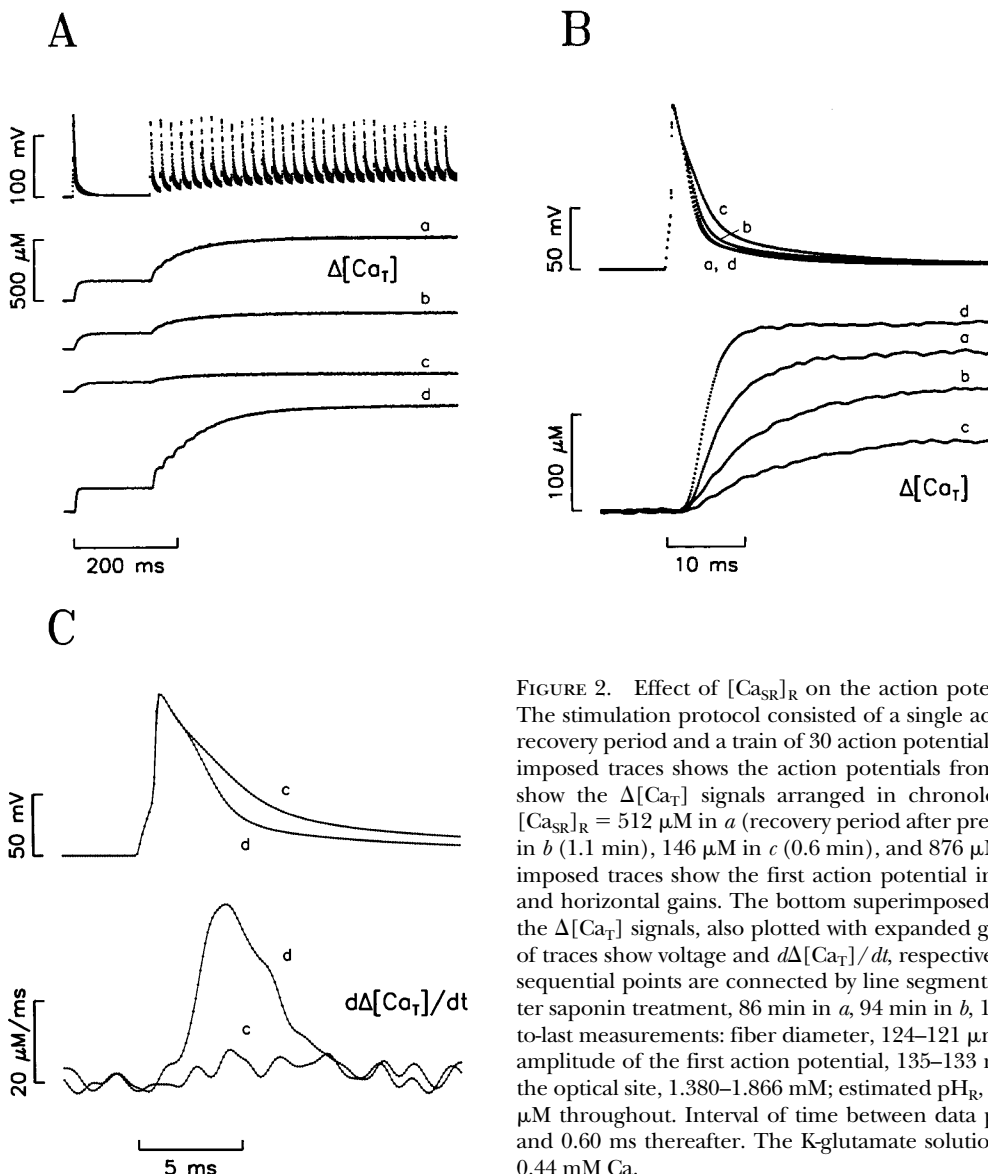 A
100 mV
500 μM
a
Δ[CaT]
b
c
d
200 ms
B
50 mV
c
b
a, d
d
a
b
c
100 μM
Δ[CaT]
10 ms
C
50 mV
c
d
20 μM/ms
d
dΔ[CaT]/dt
c
5 ms
FIGURE 2. Effect of [CaSR]R on the action pote
The stimulation protocol consisted of a single ac
recovery period and a train of 30 action potential
imposed traces shows the action potentials from
show the Δ[CaT] signals arranged in chronolo
[CaSR]R = 512 μM in a (recovery period after pre
in b (1.1 min), 146 μM in c (0.6 min), and 876 μM
imposed traces show the first action potential in
and horizontal gains. The bottom superimposed
the Δ[CaT] signals, also plotted with expanded g
of traces show voltage and dΔ[CaT]/dt, respective
sequential points are connected by line segment
ter saponin treatment, 86 min in a, 94 min in b, 1
to-last measurements: fiber diameter, 124–121 μm
amplitude of the first action potential, 135–133 m
the optical site, 1.380–1.866 mM; estimated pHR,
μM throughout. Interval of time between data p
and 0.60 ms thereafter. The K-glutamate solution
0.44 mM Ca.